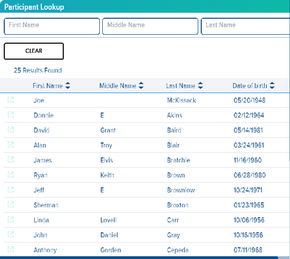 Participant Lookup
First Name Middle Name Last Name
CLEAR
25 Results Found
First Name Middle Name Last Name Date of birth
Joe McKissack 05/20/1948
Donnie E Akins 02/12/1964
David Grant Baird 05/14/1981
Alan Troy Blair 03/24/1961
James Elvis Bratchie 11/16/1960
Ryan Keith Brown 06/28/1980
Jeff E Brownlow 10/24/1971
Sherman Broxton 01/23/1965
Linda Lovell Carr 10/06/1956
John Daniel Gray 10/18/1956
Anthony Gorden Cepeda 07/11/1968